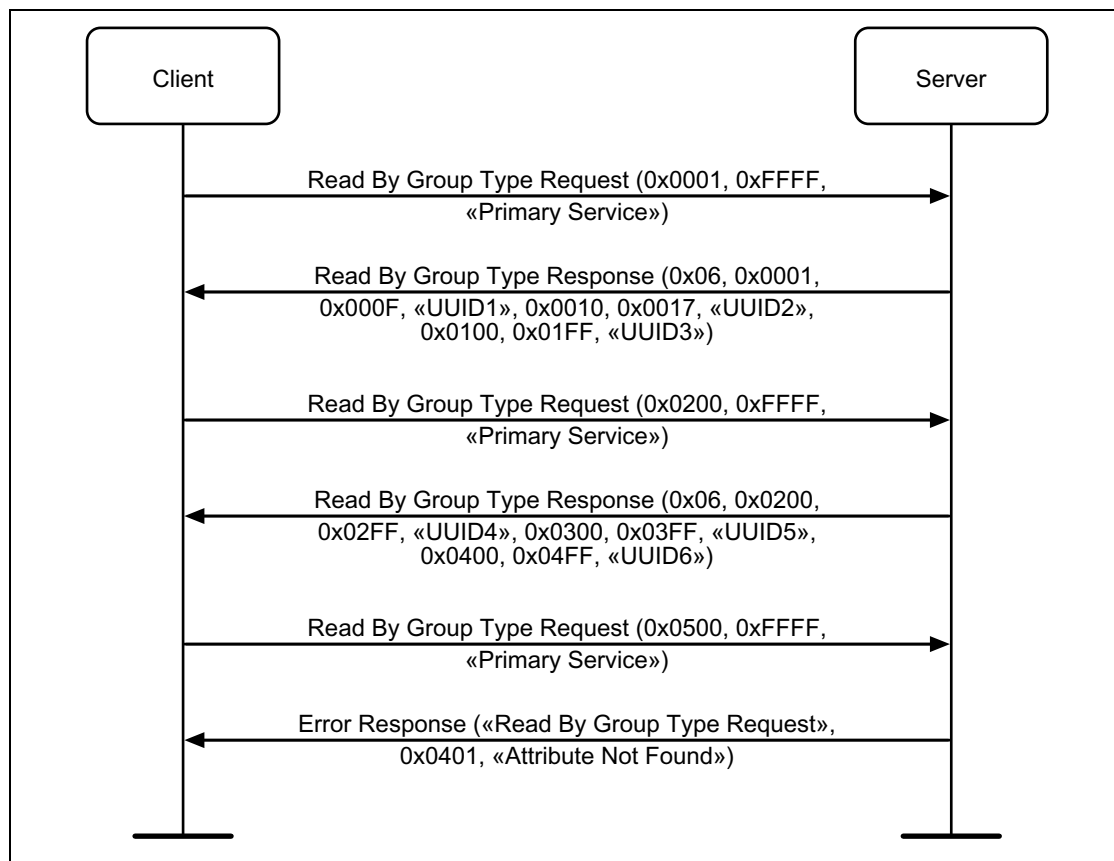 Client
Server
Read By Group Type Request (0x0001, 0xFFFF,
«Primary Service»)
Read By Group Type Response (0x06, 0x0001,
0x000F, «UUID1», 0x0010, 0x0017, «UUID2»,
0x0100, 0x01FF, «UUID3»)
Read By Group Type Request (0x0200, 0xFFFF,
«Primary Service»)
Read By Group Type Response (0x06, 0x0200,
0x02FF, «UUID4», 0x0300, 0x03FF, «UUID5»,
0x0400, 0x04FF, «UUID6»)
Read By Group Type Request (0x0500, 0xFFFF,
«Primary Service»)
Error Response («Read By Group Type Request»,
0x0401, «Attribute Not Found»)